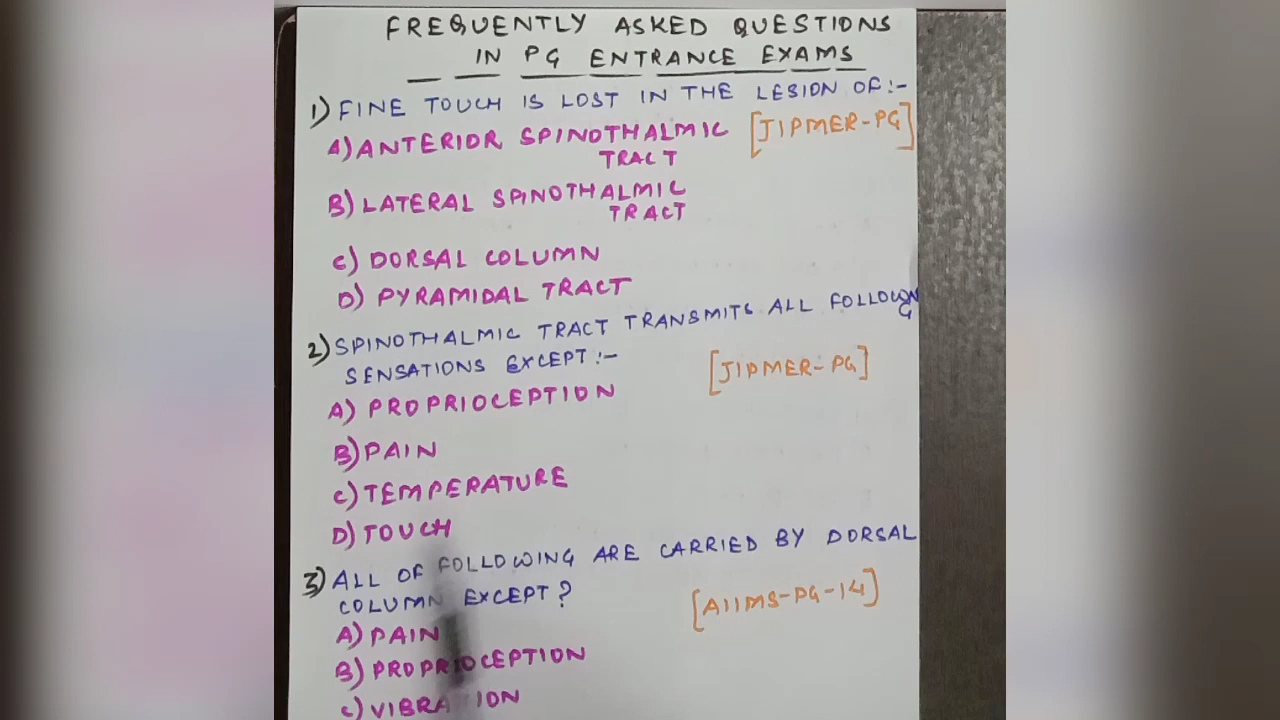 FREQUENTLY ASKED QUESTIONS
IN PG ENTRANCE EXAMS
1) FINE TOUCH IS LOST IN THE LESION OF:-
A) ANTERIOR SPINOTHALMIC [JIPMER-PG]
TRACT
B) LATERAL SPINOTHALMIC
TRACT
C) DORSAL COLUMN
D) PYRAMIDAL TRACT
2) SPINOTHALMIC TRACT TRANSMITS ALL FOLLOWING
SENSATIONS EXCEPT:- [JIPMER-PG]
A) PROPRIOCEPTION
B) PAIN
C) TEMPERATURE
D) TOUCH
3) ALL OF FOLLOWING ARE CARRIED BY DORSAL
COLUMN EXCEPT? [AIIMS-PG-14]
A) PAIN
B) PROPRIOCEPTION
C) VIBRATION